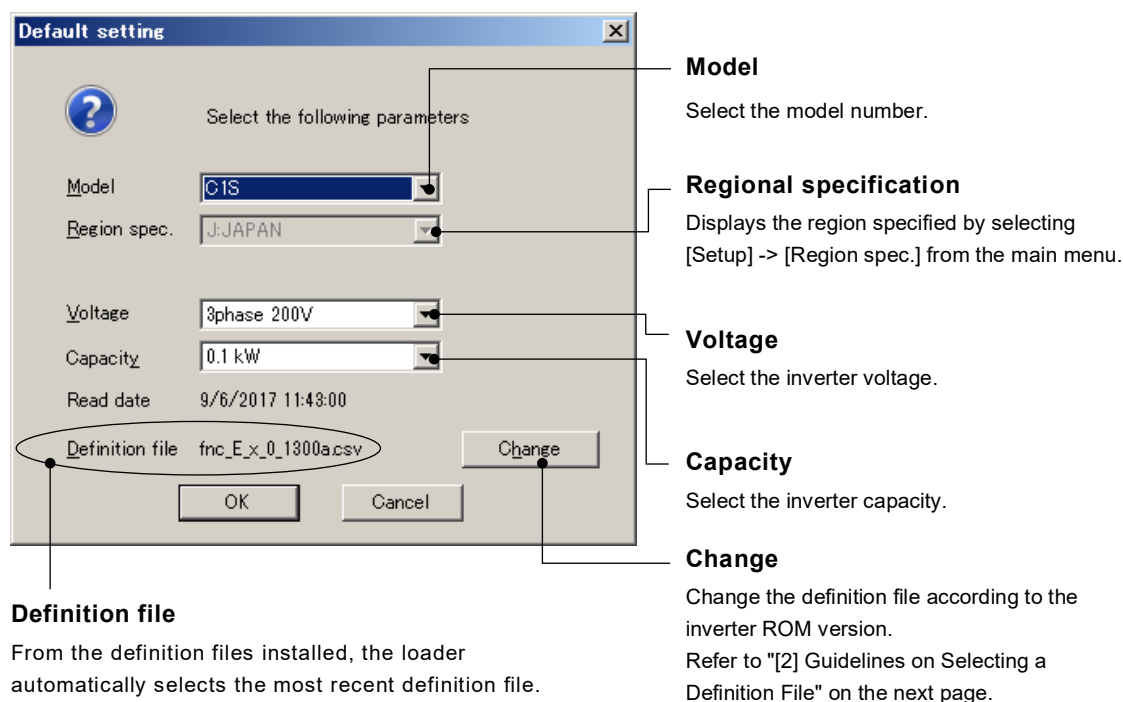 Default setting
Select the following parameters
Model
C1S
Region spec.
J:JAPAN
Voltage
3phase 200V
Capacity
0.1 kW
Read date
9/6/2017 11:43:00
Definition file
fnc_E_x_0_1300a.csv
Change
OK
Cancel
Model
Select the model number.
Regional specification
Displays the region specified by selecting
[Setup] -> [Region spec.] from the main menu.
Voltage
Select the inverter voltage.
Capacity
Select the inverter capacity.
Change
Change the definition file according to the
inverter ROM version.
Refer to "[2] Guidelines on Selecting a
Definition File" on the next page.
Definition file
From the definition files installed, the loader
automatically selects the most recent definition file.